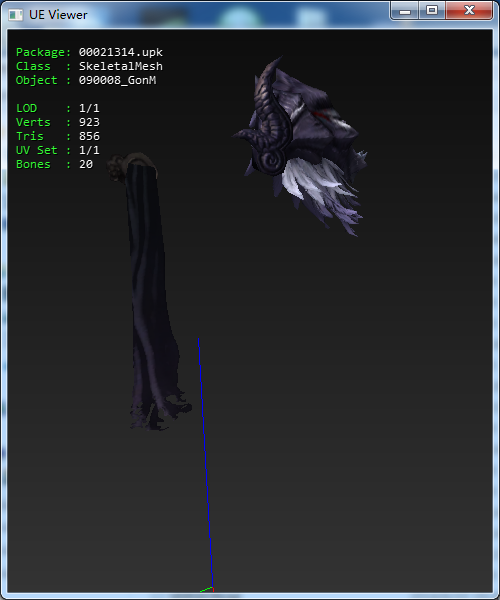 UE Viewer
Package: 00021314.upk
Class  : SkeletalMesh
Object : 090008_GonM
LOD    : 1/1
Verts  : 923
Tris   : 856
UV Set : 1/1
Bones  : 20